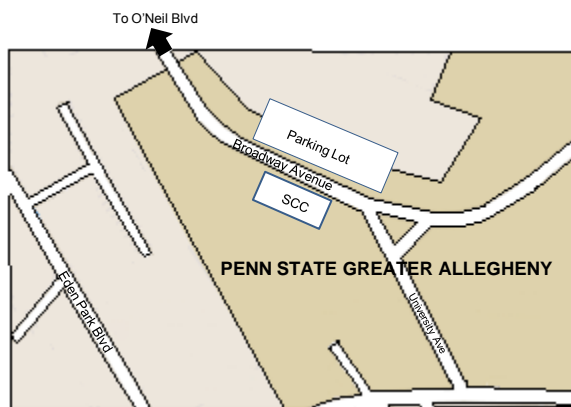 To O'Neil Blvd
Parking Lot
Broadway Avenue
SCC
PENN STATE GREATER ALLEGHENY
Eden Park Blvd
University Ave